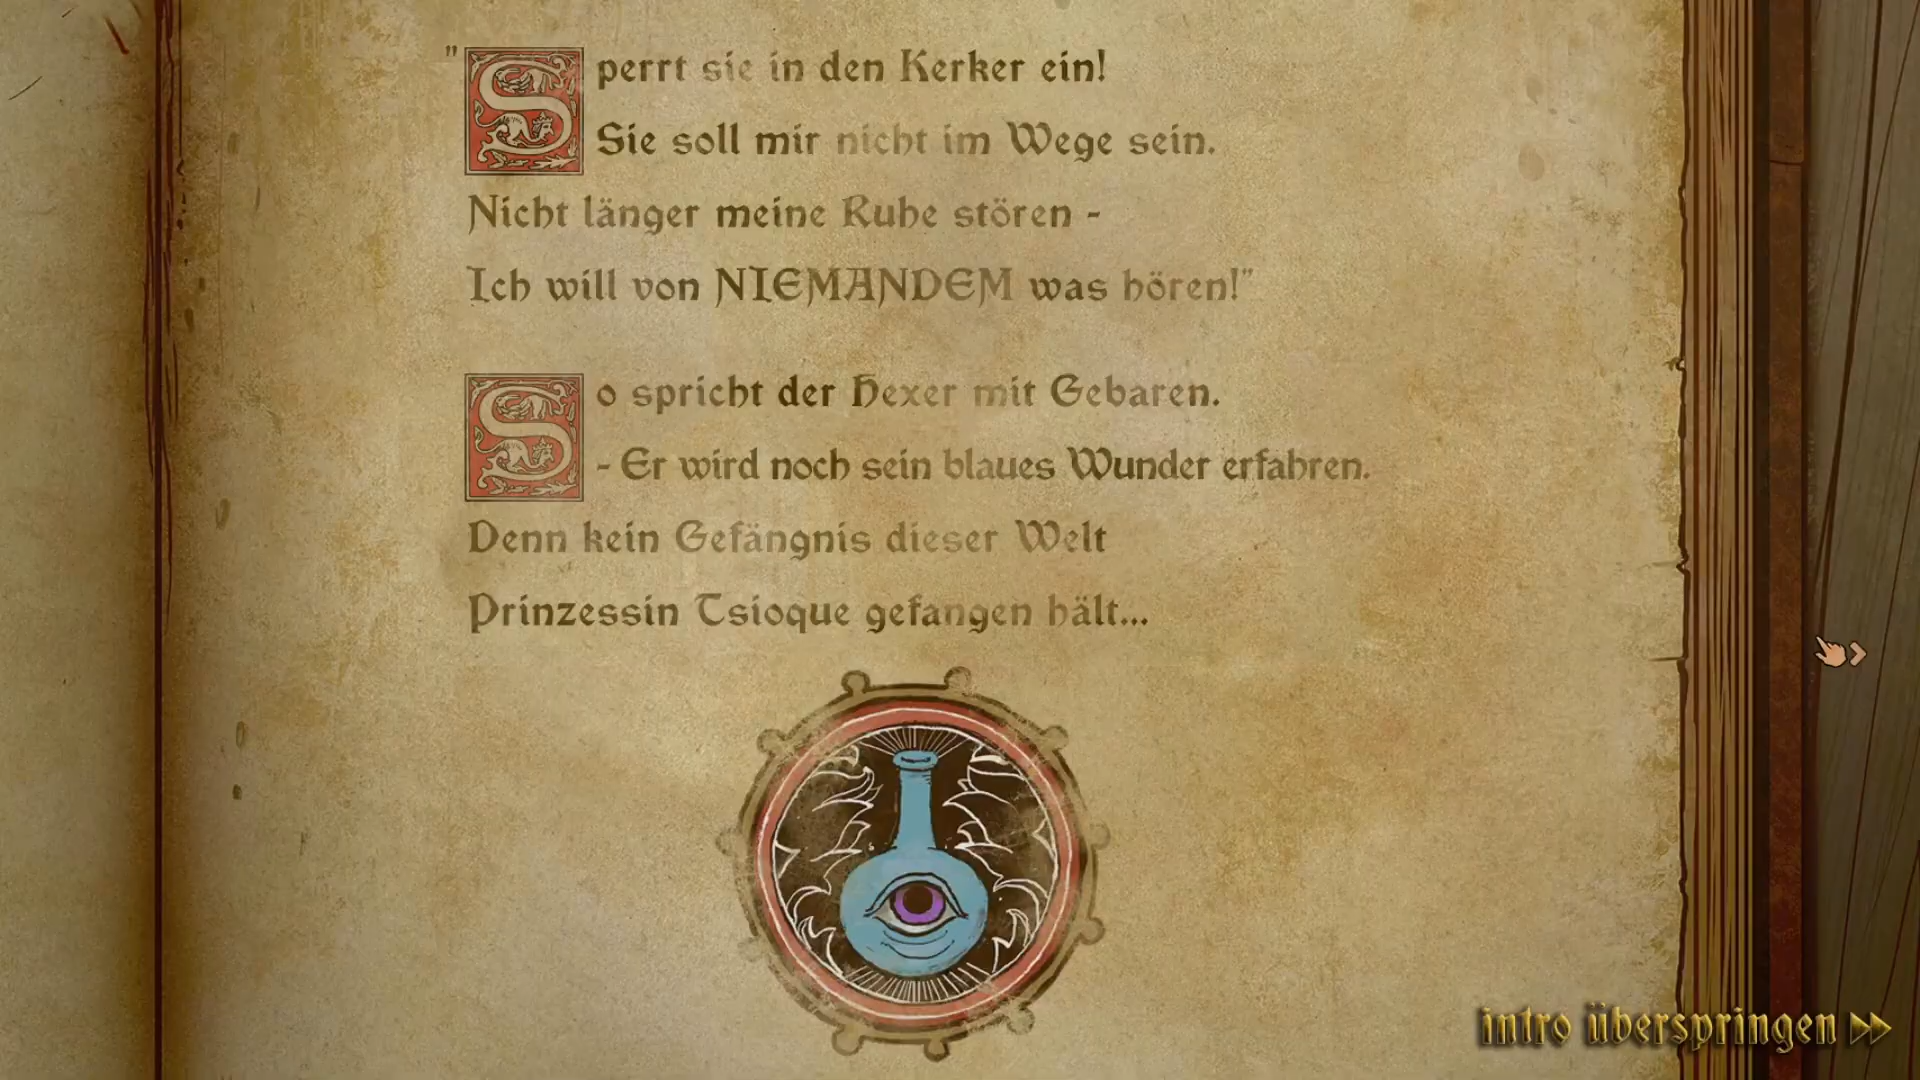 "Sperrt sie in den Kerker ein!
Sie soll mir nicht im Wege sein.
Nicht länger meine Ruhe stören -
Ich will von NIEMANDEM was hören!"
So spricht der Hexer mit Gebaren.
- Er wird noch sein blaues Wunder erfahren.
Denn kein Gefängnis dieser Welt
Prinzessin Tsioque gefangen hält...
intro überspringen